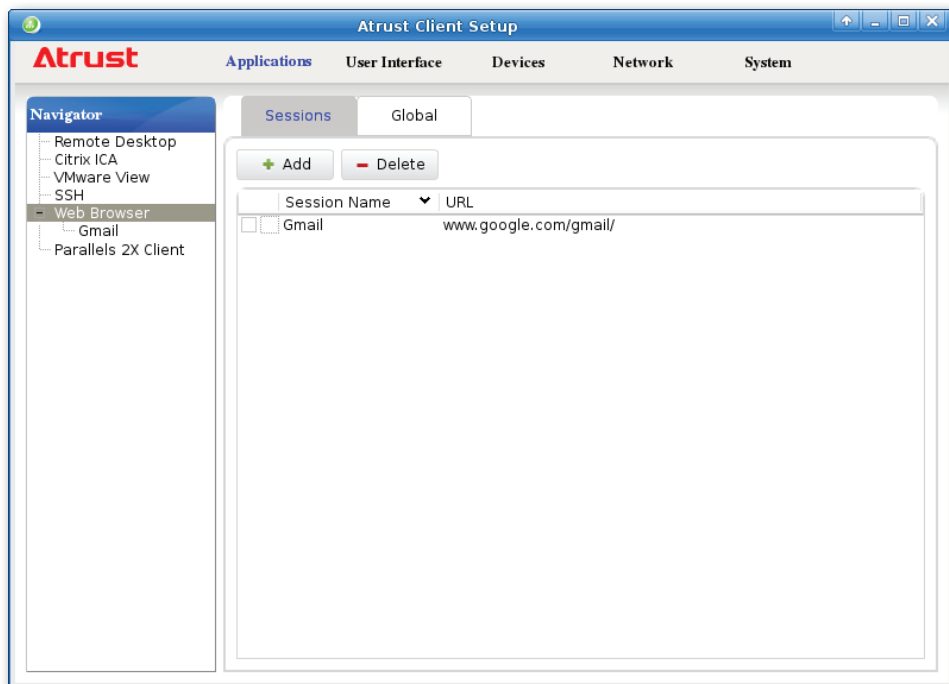 Atrust Client Setup
Atrust
Applications User Interface Devices Network System
Navigator
Remote Desktop
Citrix ICA
VMware View
SSH
Web Browser
Gmail
Parallels 2X Client
Sessions Global
Add Delete
Session Name URL
Gmail www.google.com/gmail/